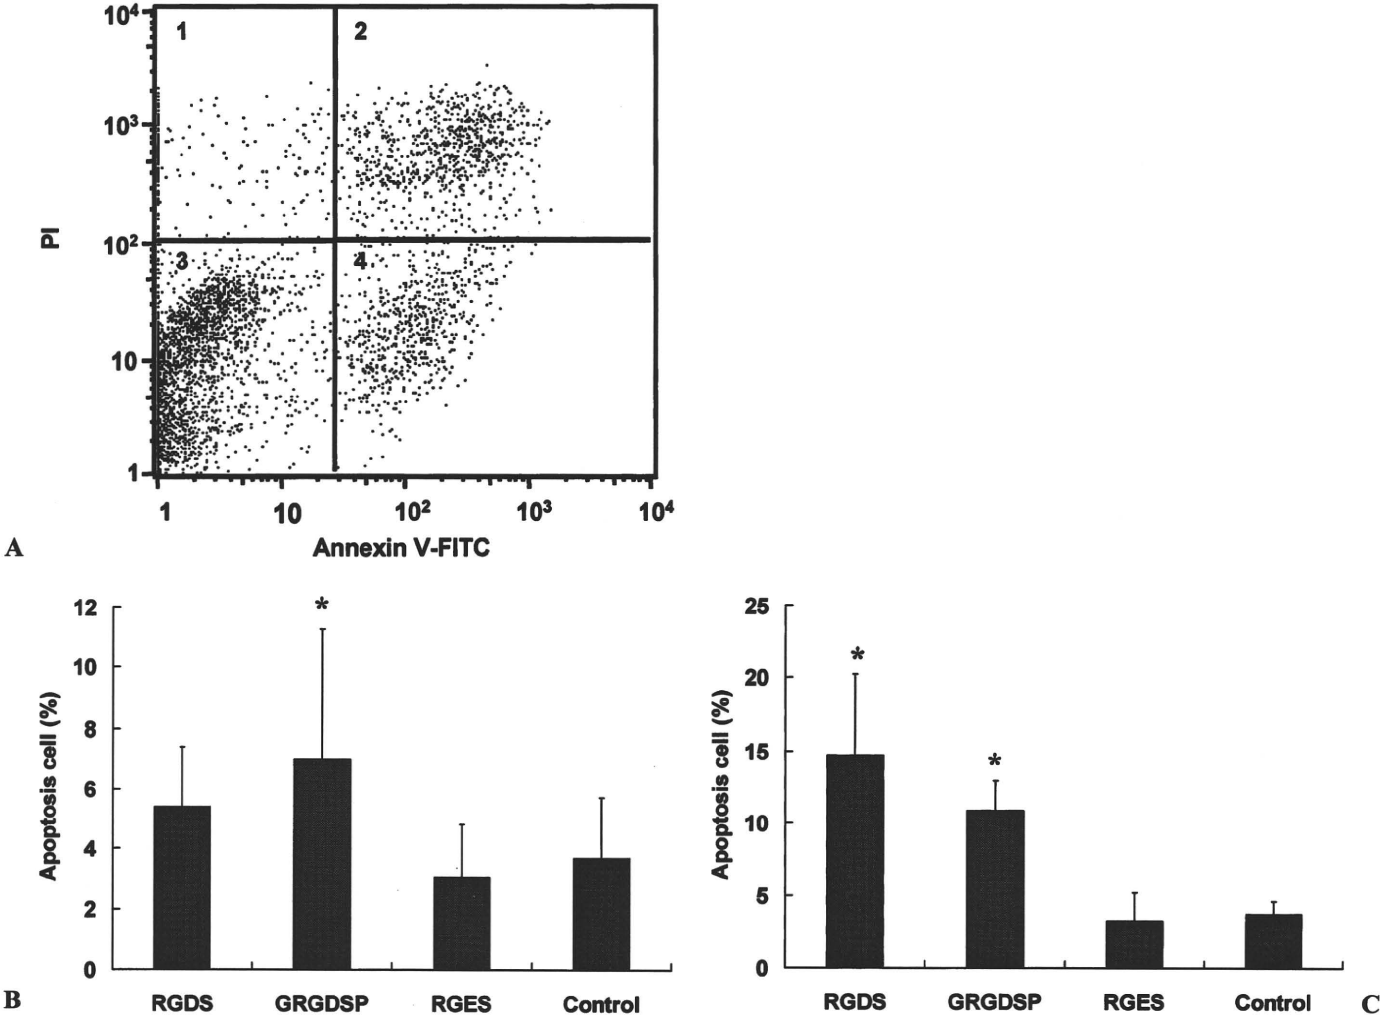 10⁴
1
2
10³
PI
10²
3
4
10
1
1
10
10²
10³
10⁴
Annexin V-FITC
A
12
10
8
6
4
2
0
Apoptosis cell (%)
*
RGDS
GRGDSP
RGES
Control
B
25
20
15
10
5
0
Apoptosis cell (%)
*
*
RGDS
GRGDSP
RGES
Control
C